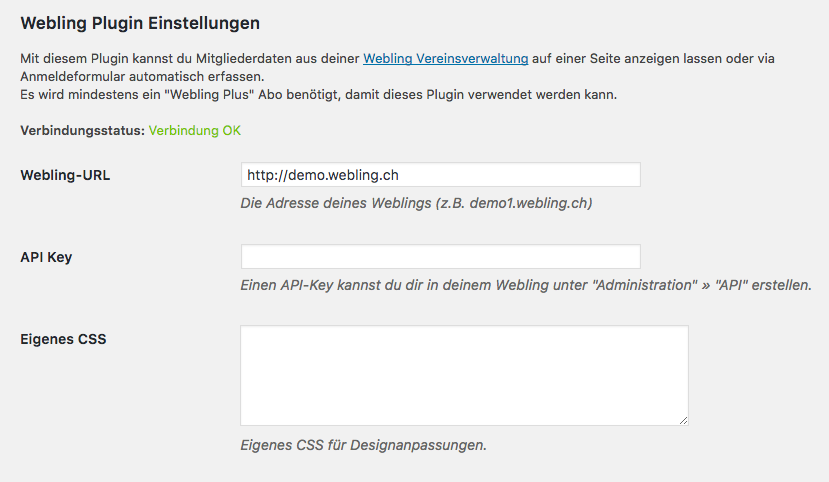 Webling Plugin Einstellungen
Mit diesem Plugin kannst du Mitgliederdaten aus deiner Webling Vereinsverwaltung auf einer Seite anzeigen lassen oder via
Anmeldeformular automatisch erfassen.
Es wird mindestens ein "Webling Plus" Abo benötigt, damit dieses Plugin verwendet werden kann.
Verbindungsstatus: Verbindung OK
Webling-URL http://demo.webling.ch
Die Adresse deines Weblings (z.B. demo1.webling.ch)
API Key
Einen API-Key kannst du dir in deinem Webling unter "Administration" » "API" erstellen.
Eigenes CSS
Eigenes CSS für Designanpassungen.